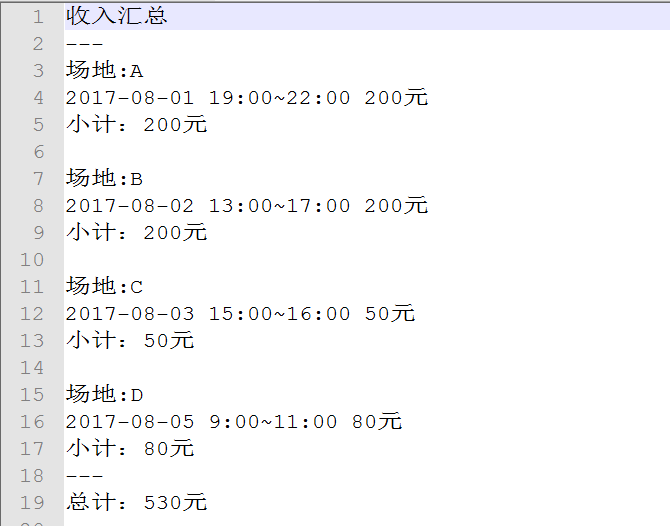 1 收入汇总
2 ---
3 场地:A
4 2017-08-01 19:00~22:00 200元
5 小计：200元
6
7 场地:B
8 2017-08-02 13:00~17:00 200元
9 小计：200元
10
11 场地:C
12 2017-08-03 15:00~16:00 50元
13 小计：50元
14
15 场地:D
16 2017-08-05 9:00~11:00 80元
17 小计：80元
18 ---
19 总计：530元